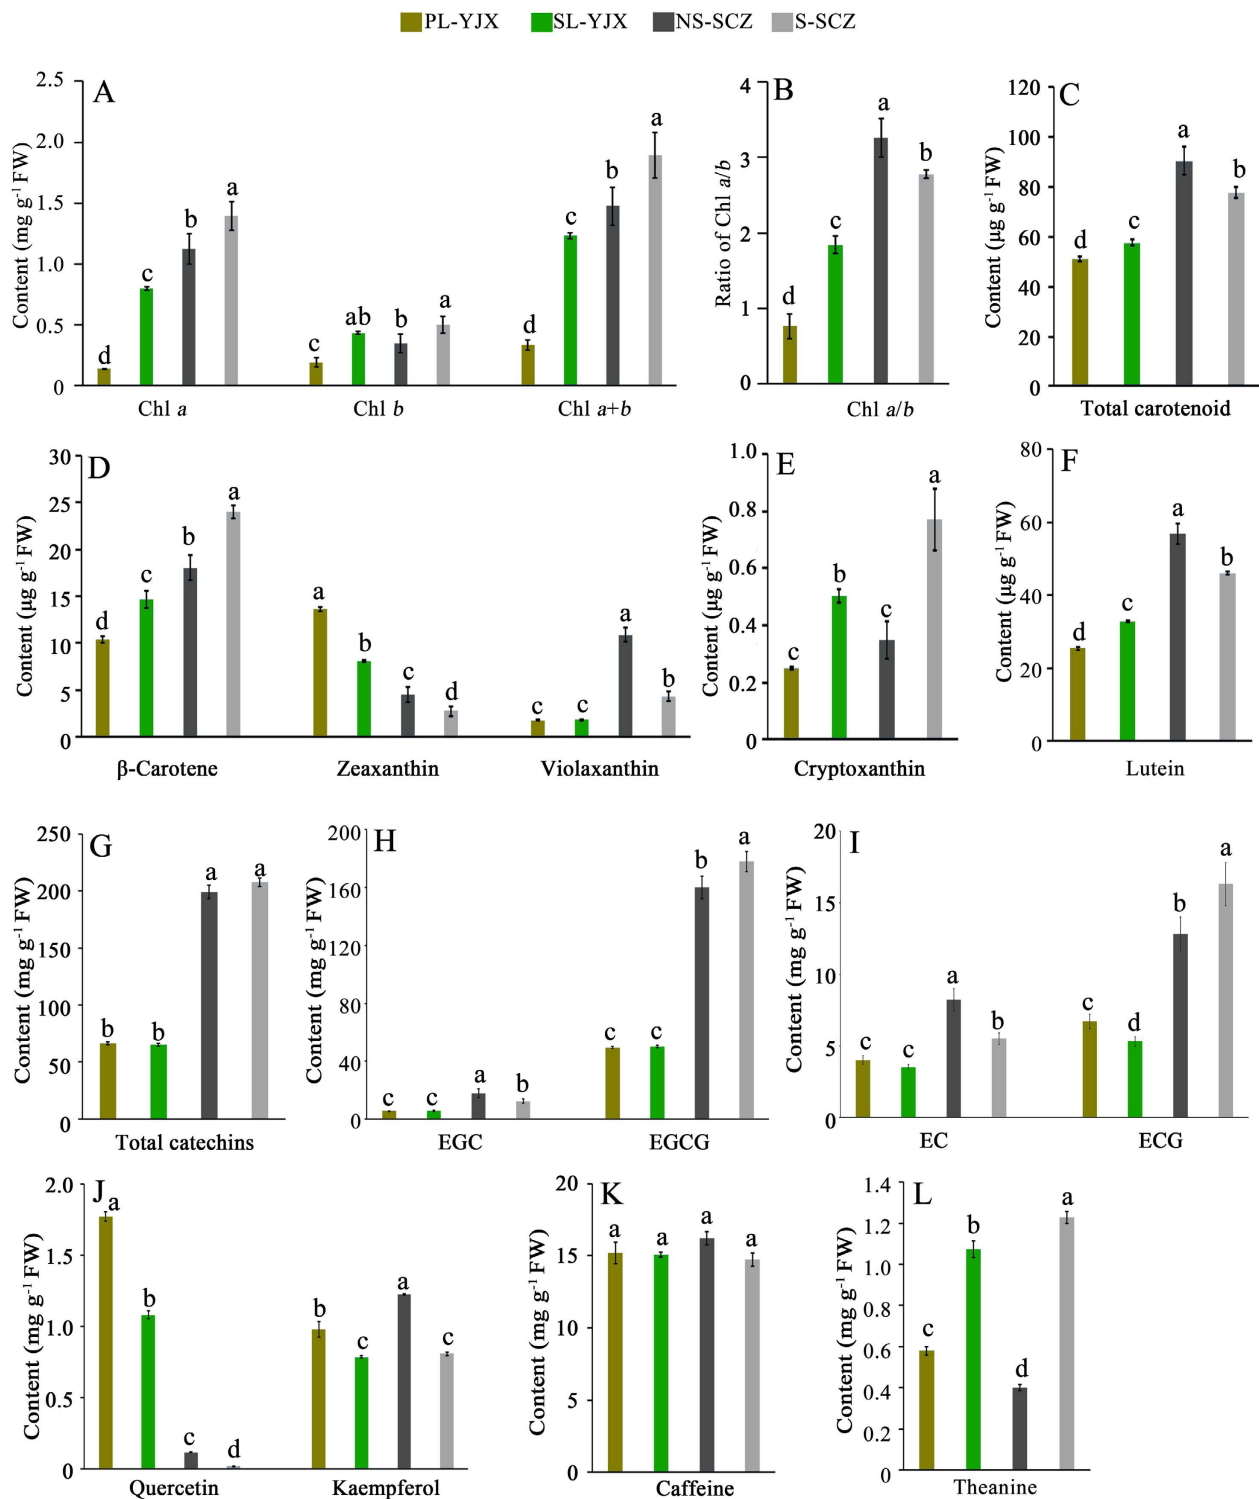 PL-YJX SL-YJX NS-SCZ S-SCZ
A
Content (mg g⁻¹ FW)
2.5
2.0
1.5
1.0
0.5
0
d c b a
c ab b a
d c b a
Chl a Chl b Chl a+b
B
Ratio of Chl a/b
4
3
2
1
0
d c a b
Chl a/b
C
Content (μg g⁻¹ FW)
120
100
80
60
40
20
0
d c a b
Total carotenoid
D
Content (μg g⁻¹ FW)
30
25
20
15
10
5
0
d c b a
a b c d
c c a b
β-Carotene Zeaxanthin Violaxanthin
E
Content (μg g⁻¹ FW)
1.0
0.8
0.6
0.4
0.2
0
c b c a
Cryptoxanthin
F
Content (μg g⁻¹ FW)
80
60
40
20
0
d c a b
Lutein
G
Content (mg g⁻¹ FW)
250
200
150
100
50
0
b b a a
Total catechins
H
Content (mg g⁻¹ FW)
200
160
120
80
40
0
c c a b
c c b a
EGC EGCG
I
Content (mg g⁻¹ FW)
20
15
10
5
0
c c a b
c d b a
EC ECG
J
Content (mg g⁻¹ FW)
2.0
1.5
1.0
0.5
0
a b c d
b c a c
Quercetin Kaempferol
K
Content (mg g⁻¹ FW)
20
15
10
5
0
a a a a
Caffeine
L
Content (mg g⁻¹ FW)
1.4
1.2
1.0
0.8
0.6
0.4
0.2
0
c b d a
Theanine